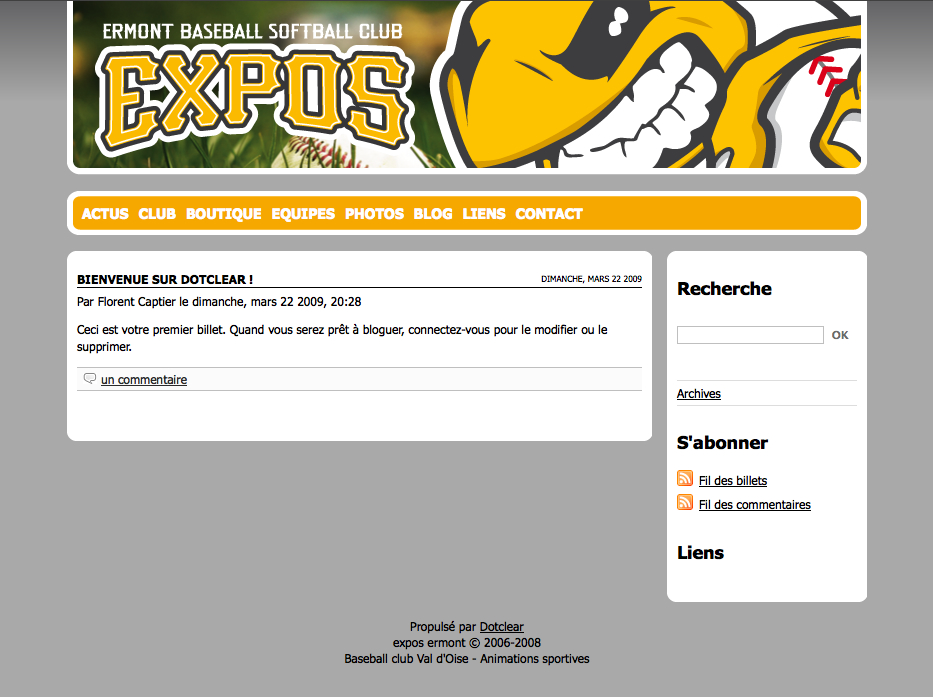 ERMONT BASEBALL SOFTBALL CLUB
EXPOS
ACTUS CLUB BOUTIQUE EQUIPES PHOTOS BLOG LIENS CONTACT
BIENVENUE SUR DOTCLEAR !
DIMANCHE, MARS 22 2009
Par Florent Captier le dimanche, mars 22 2009, 20:28
Ceci est votre premier billet. Quand vous serez prêt à bloguer, connectez-vous pour le modifier ou le
supprimer.
un commentaire
Recherche
OK
Archives
S'abonner
Fil des billets
Fil des commentaires
Liens
Propulsé par Dotclear
expos ermont © 2006-2008
Baseball club Val d'Oise - Animations sportives